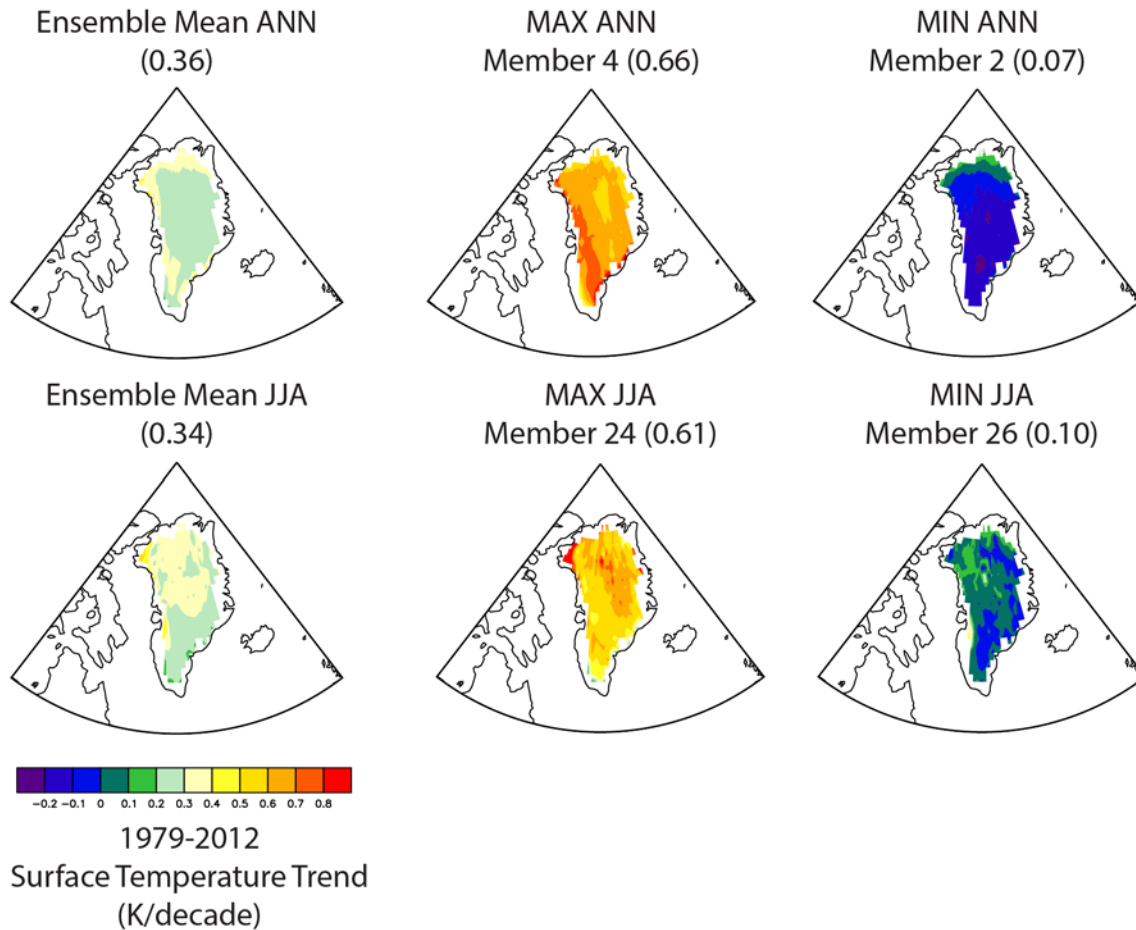 Ensemble Mean ANN
(0.36)
MAX ANN
Member 4 (0.66)
MIN ANN
Member 2 (0.07)
Ensemble Mean JJA
(0.34)
MAX JJA
Member 24 (0.61)
MIN JJA
Member 26 (0.10)
-0.2 -0.1 0 0.1 0.2 0.3 0.4 0.5 0.6 0.7 0.8
1979-2012
Surface Temperature Trend
(K/decade)